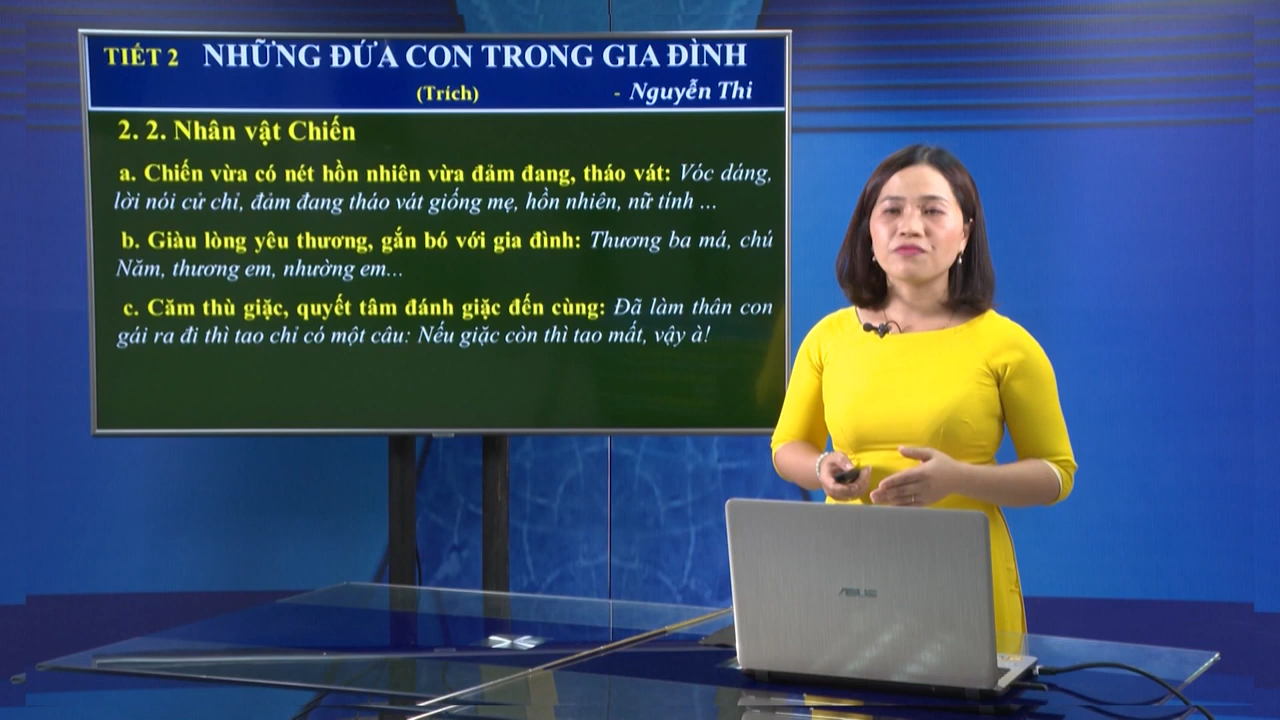 TIẾT 2 NHỮNG ĐỨA CON TRONG GIA ĐÌNH
(Trích) - Nguyễn Thi
2. 2. Nhân vật Chiến
a. Chiến vừa có nét hồn nhiên vừa đảm đang, tháo vát: Vóc dáng,
lời nói cử chỉ, đảm đang tháo vát giống mẹ, hồn nhiên, nữ tính ...
b. Giàu lòng yêu thương, gắn bó với gia đình: Thương ba má, chú
Năm, thương em, nhường em...
c. Căm thù giặc, quyết tâm đánh giặc đến cùng: Đã làm thân con
gái ra đi thì tao chỉ có một câu: Nếu giặc còn thì tao mất, vậy à!
ASUS